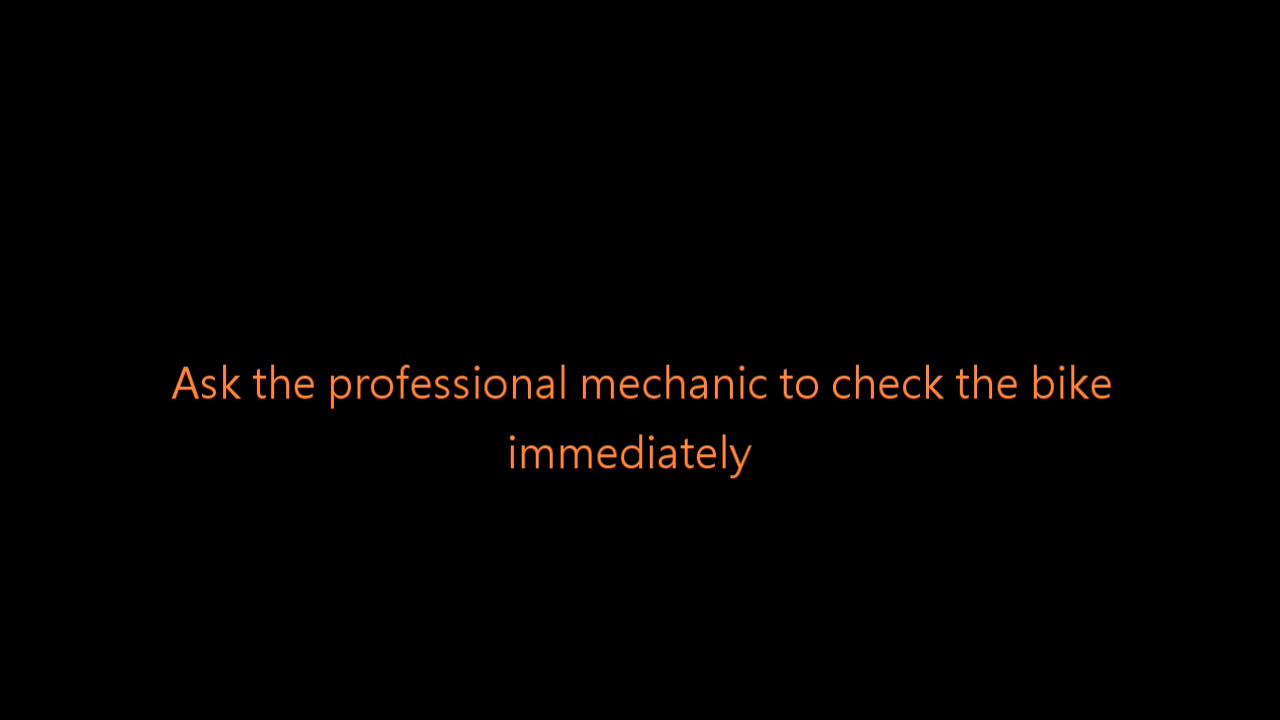 Ask the professional mechanic to check the bike
immediately